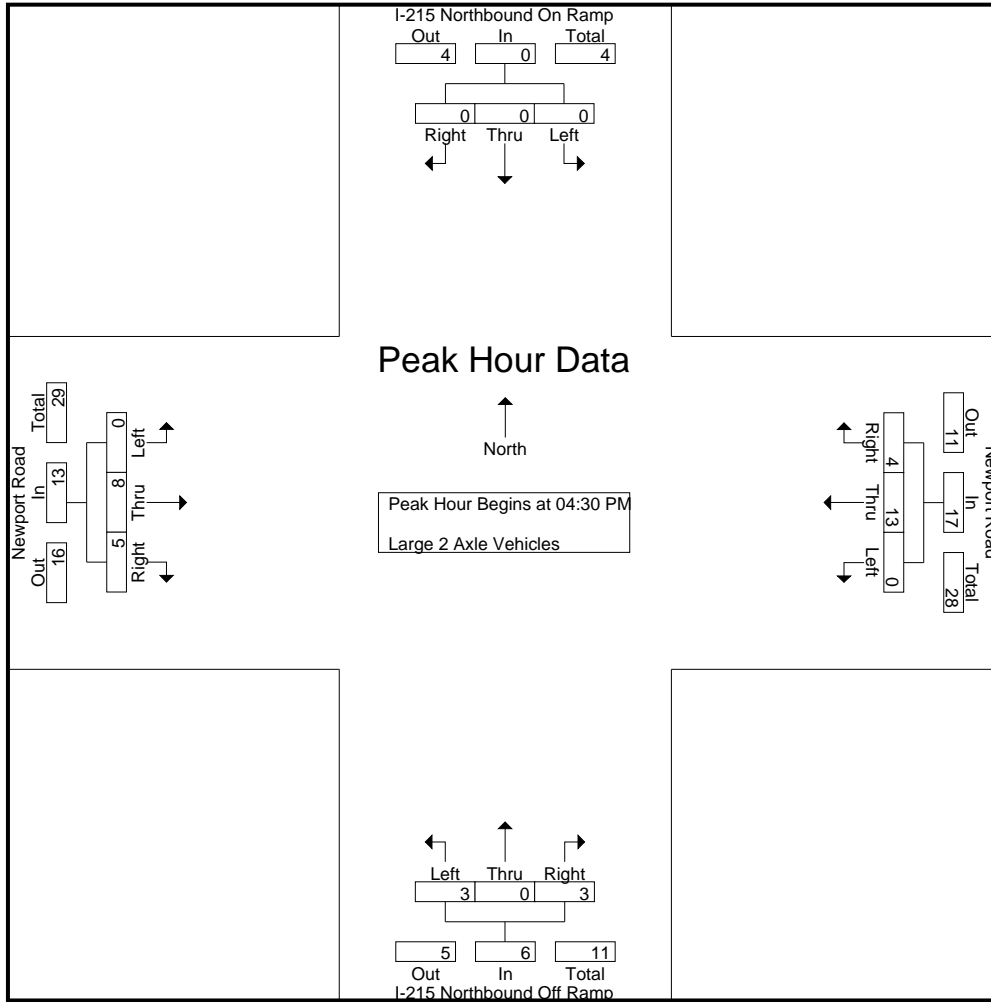 I-215 Northbound On Ramp
Out In Total
4 0 4
0 0 0
Right Thru Left
Peak Hour Data
North
Peak Hour Begins at 04:30 PM
Large 2 Axle Vehicles
Newport Road
Total In Out
29 13 16
0 8 5
Left Thru Right
Newport Road
Out In Total
11 17 28
4 13 0
Right Thru Left
Left Thru Right
3 0 3
5 6 11
Out In Total
I-215 Northbound Off Ramp